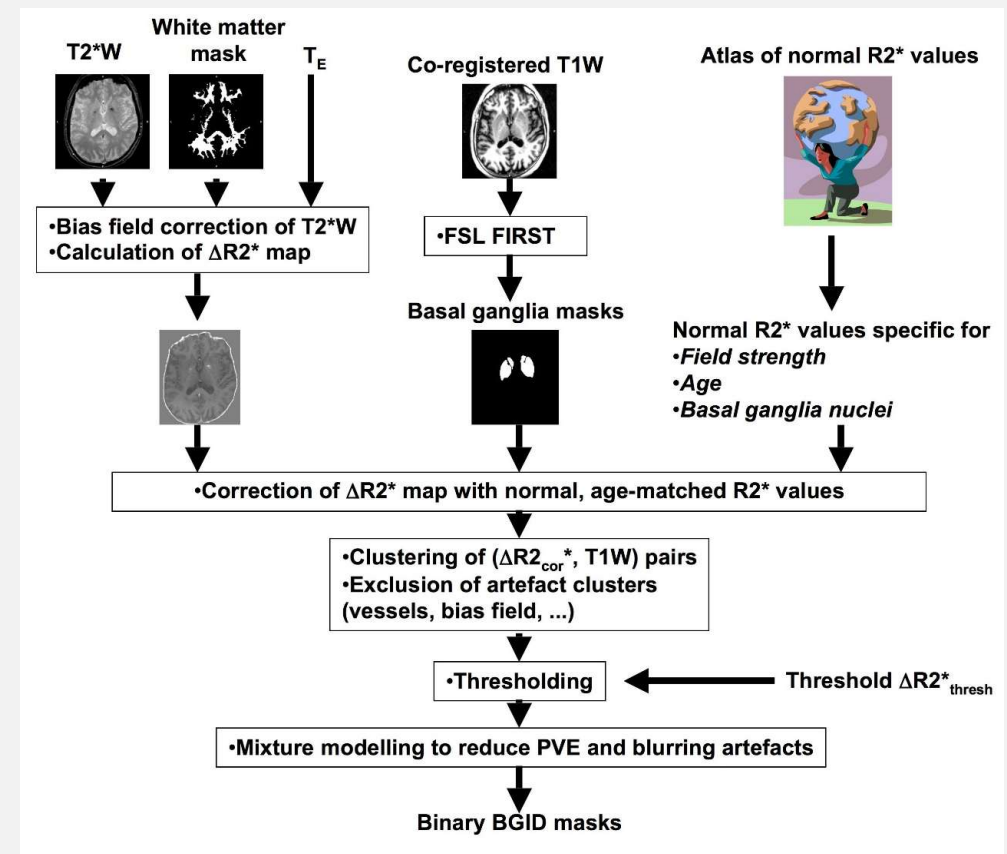 T2*W
White matter
mask
T_E
Co-registered T1W
Atlas of normal R2* values
•Bias field correction of T2*W
•Calculation of ΔR2* map
•FSL FIRST
Basal ganglia masks
Normal R2* values specific for
•Field strength
•Age
•Basal ganglia nuclei
•Correction of ΔR2* map with normal, age-matched R2* values
•Clustering of (ΔR2_cor*, T1W) pairs
•Exclusion of artefact clusters
(vessels, bias field, ...)
•Thresholding
Threshold ΔR2*_thresh
•Mixture modelling to reduce PVE and blurring artefacts
Binary BGID masks